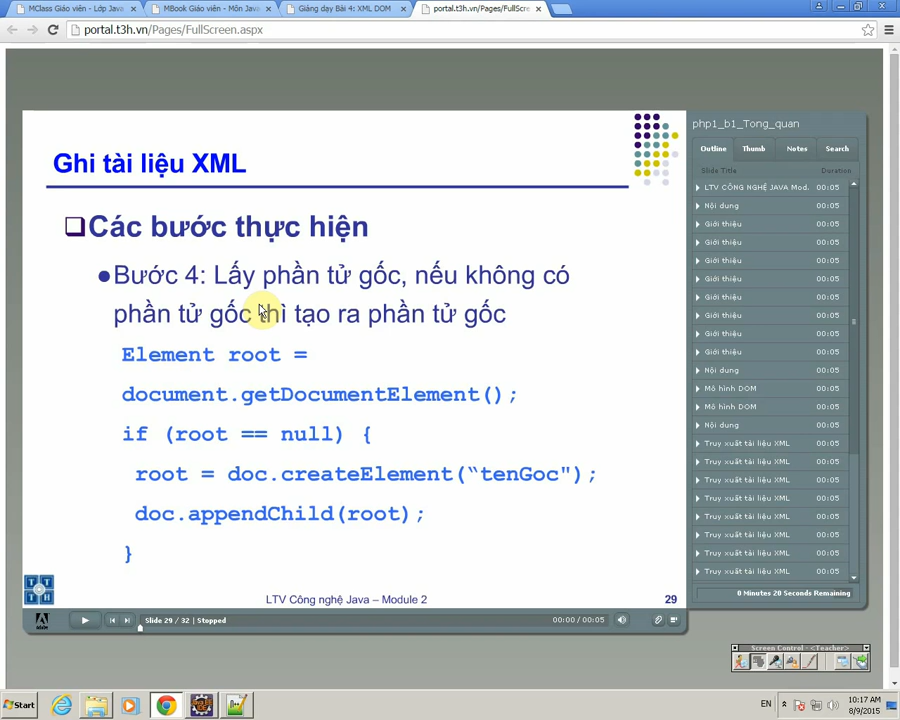 MClass Giáo viên - Lớp Java
MBook Giáo viên - Môn Java
Giảng dạy Bài 4: XML DOM
portal.t3h.vn/Pages/FullScre
portal.t3h.vn/Pages/FullScreen.aspx
Ghi tài liệu XML
Các bước thực hiện
Bước 4: Lấy phần tử gốc, nếu không có
phần tử gốc thì tạo ra phần tử gốc
Element root =
document.getDocumentElement();
if (root == null) {
root = doc.createElement(“tenGoc");
doc.appendChild(root);
}
LTV Công nghệ Java – Module 2
29
Slide 29 / 32 | Stopped
00:00 / 00:05
php1_b1_Tong_quan
Outline
Thumb
Notes
Search
Slide Title Duration
LTV CÔNG NGHỆ JAVA Mod. 00:05
Nội dung 00:05
Giới thiệu 00:05
Giới thiệu 00:05
Giới thiệu 00:05
Giới thiệu 00:05
Giới thiệu 00:05
Giới thiệu 00:05
Giới thiệu 00:05
Giới thiệu 00:05
Nội dung 00:05
Mô hình DOM 00:05
Mô hình DOM 00:05
Nội dung 00:05
Truy xuất tài liệu XML 00:05
Truy xuất tài liệu XML 00:05
Truy xuất tài liệu XML 00:05
Truy xuất tài liệu XML 00:05
Truy xuất tài liệu XML 00:05
Truy xuất tài liệu XML 00:05
Truy xuất tài liệu XML 00:05
Truy xuất tài liệu XML 00:05
0 Minutes 20 Seconds Remaining
Screen Control - <Teacher>
Start
EN
10:17 AM
8/9/2015